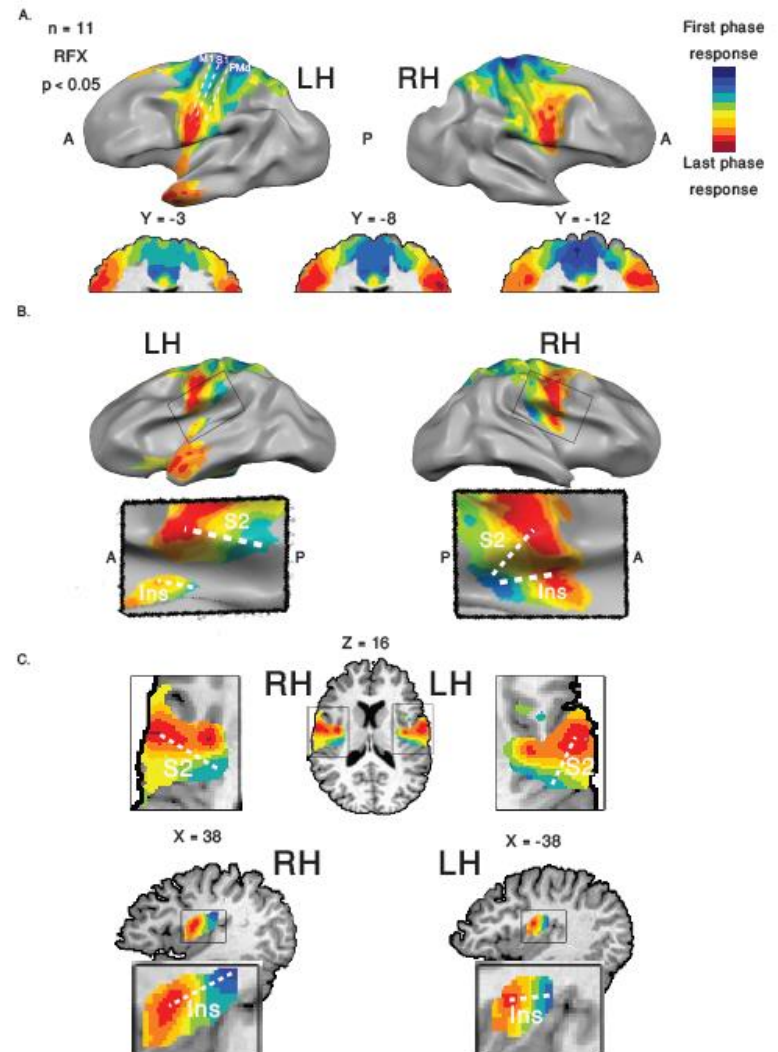 A.
n = 11
RFX
p < 0.05
M1 S1 PMd
LH
RH
First phase
response
Last phase
response
A
P
A
Y = -3
Y = -8
Y = -12
B.
LH
RH
S2
A
P
Ins
S2
A
Ins
C.
Z = 16
RH
LH
S2
S2
X = 38
X = -38
RH
LH
Ins
Ins